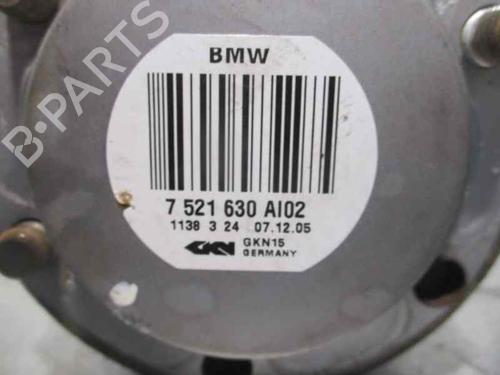 BMW
7 521 630 AI02
1138 3 24 07.12.05
GKN GKN15
GERMANY
B-PARTS